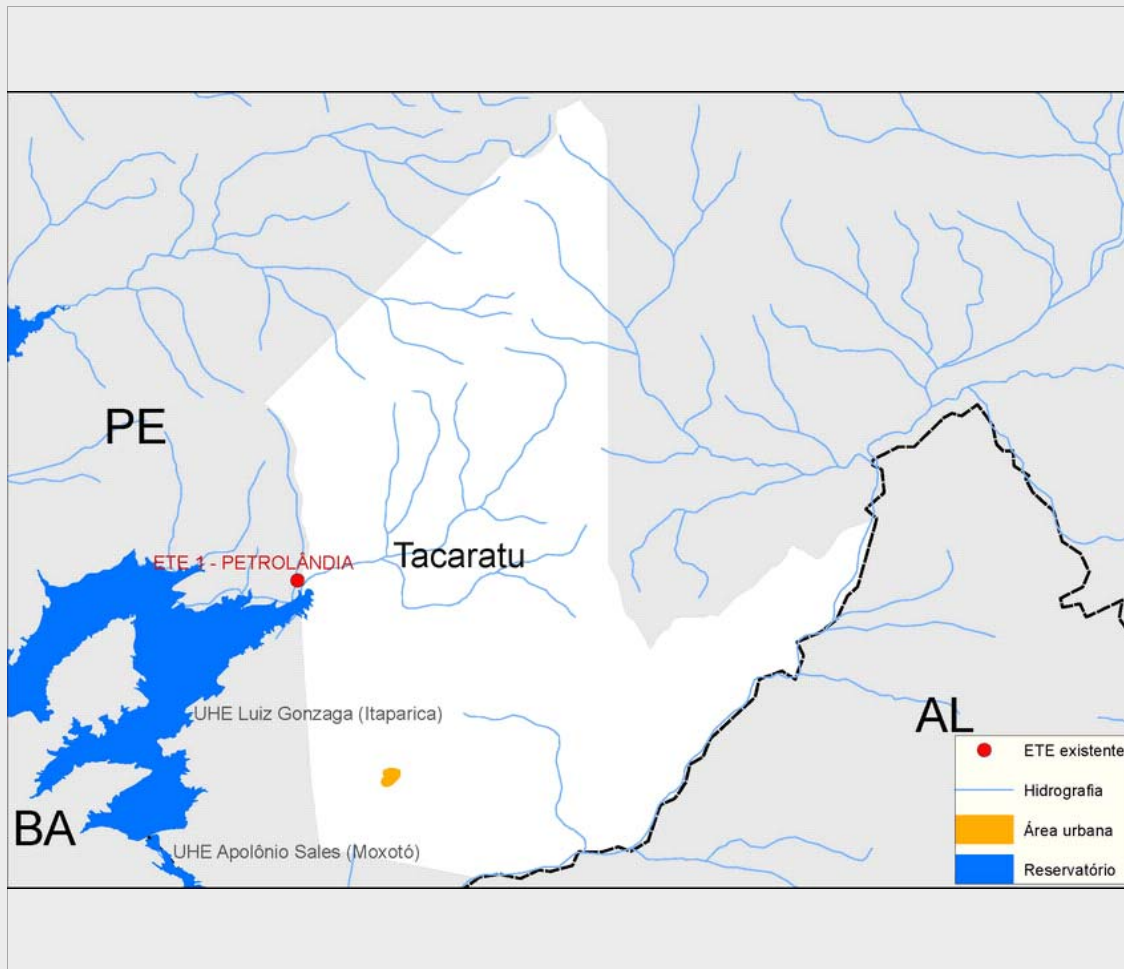 PE
ETE 1 - PETROLÂNDIA
Tacaratu
UHE Luiz Gonzaga (Itaparica)
AL
BA
UHE Apolônio Sales (Moxotó)
ETE existente
Hidrografia
Área urbana
Reservatório